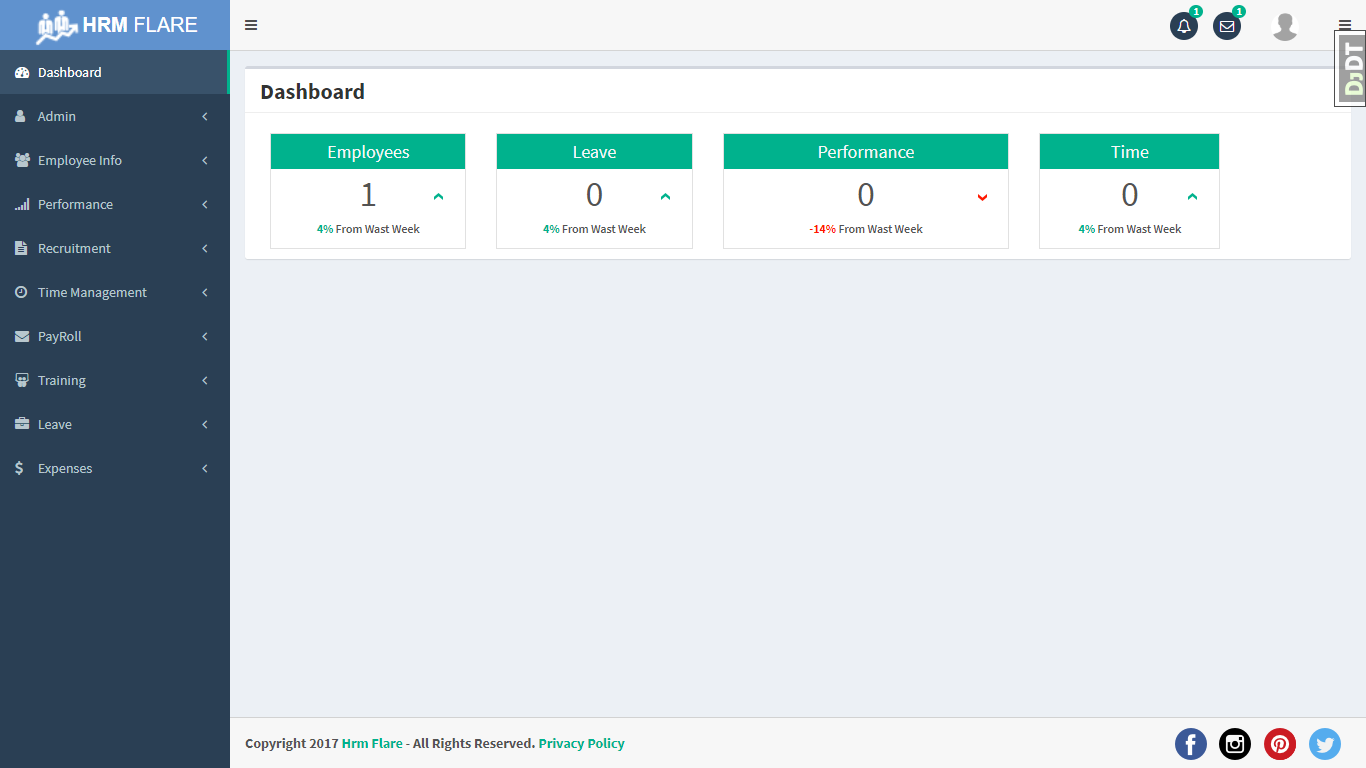 HRM FLARE
1
1
DJDT
Dashboard
Admin
Employee Info
Performance
Recruitment
Time Management
PayRoll
Training
Leave
Expenses
Dashboard
Employees
1
4% From Wast Week
Leave
0
4% From Wast Week
Performance
0
-14% From Wast Week
Time
0
4% From Wast Week
Copyright 2017 Hrm Flare - All Rights Reserved. Privacy Policy